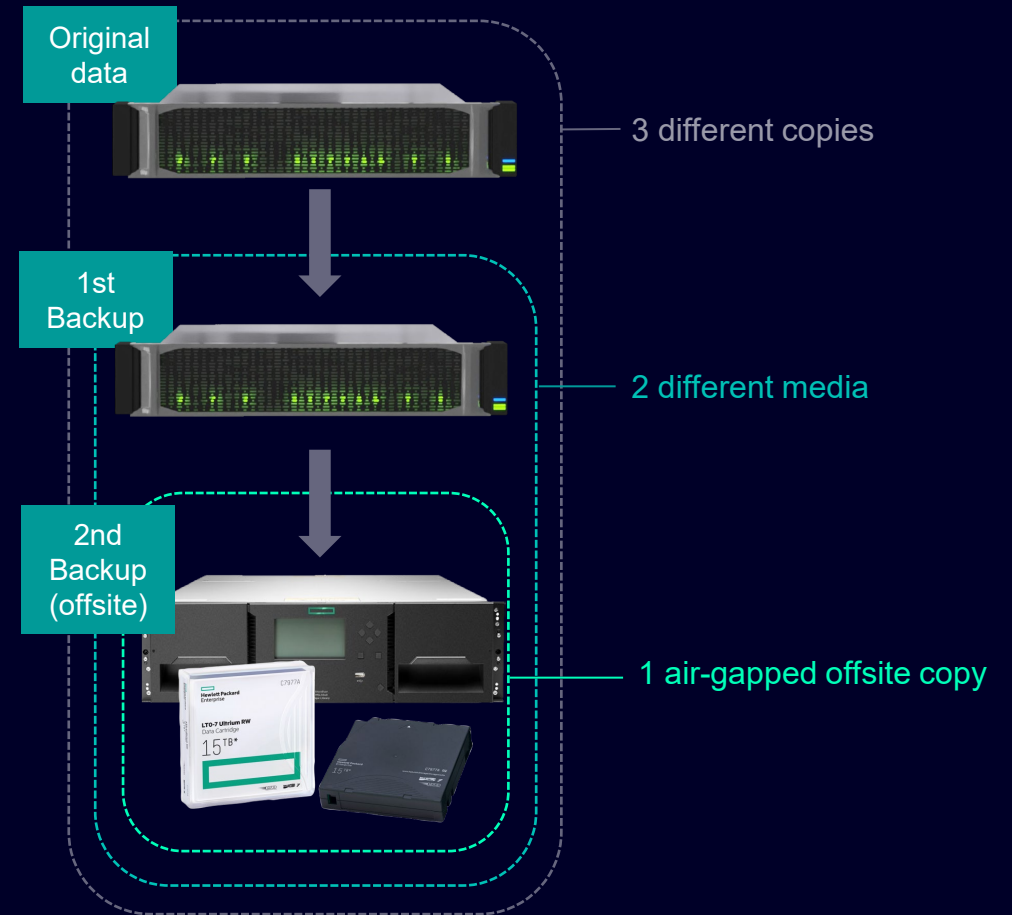 Original
data
3 different copies
1st
Backup
2 different media
2nd
Backup
(offsite)
1 air-gapped offsite copy
C7977A
Hewlett Packard
Enterprise
LTO-7 Ultrium RW
Data Cartridge
15TB*